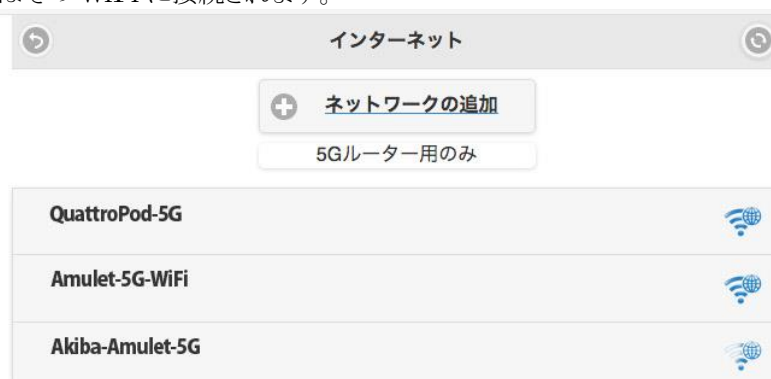 インターネット
ネットワークの追加
5Gルーター用のみ
QuattroPod-5G
Amulet-5G-WiFi
Akiba-Amulet-5G